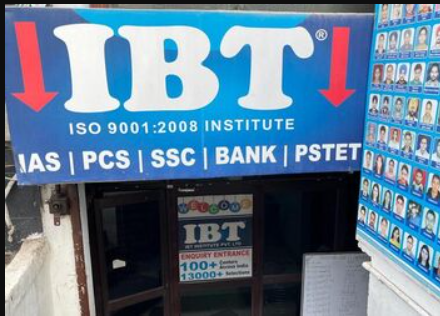 IBT®
ISO 9001:2008 INSTITUTE
IAS | PCS | SSC | BANK | PSTET
WELCOME
IBT
IBT INSTITUTE PVT. LTD
ENQUIRY ENTRANCE
100+ Centers Across India
13000+ Selections